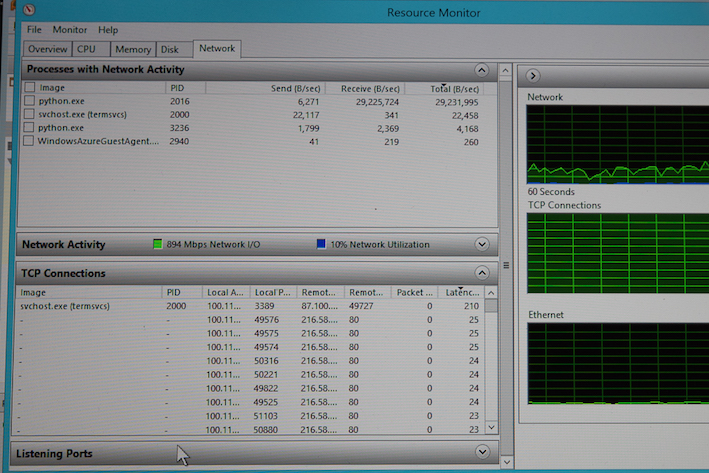 Resource Monitor
File Monitor Help
Overview CPU Memory Disk Network
Processes with Network Activity
Image PID Send (B/sec) Receive (B/sec) Total (B/sec)
python.exe 2016 6,271 29,225,724 29,231,995
svchost.exe (termsvcs) 2000 22,117 341 22,458
python.exe 3236 1,799 2,369 4,168
WindowsAzureGuestAgent.... 2940 41 219 260
Network Activity 894 Mbps Network I/O 10% Network Utilization
TCP Connections
Image PID Local A... Local P... Remot... Remot... Packet ... Latenc...
svchost.exe (termsvcs) 2000 100.11... 3389 87.100.... 49727 0 210
- - 100.11... 49576 216.58.... 80 0 25
- - 100.11... 49575 216.58.... 80 0 25
- - 100.11... 49574 216.58.... 80 0 25
- - 100.11... 50316 216.58.... 80 0 24
- - 100.11... 50221 216.58.... 80 0 24
- - 100.11... 49822 216.58.... 80 0 24
- - 100.11... 49525 216.58.... 80 0 24
- - 100.11... 51103 216.58.... 80 0 23
- - 100.11... 50880 216.58.... 80 0 23
Listening Ports
Network
60 Seconds
TCP Connections
Ethernet